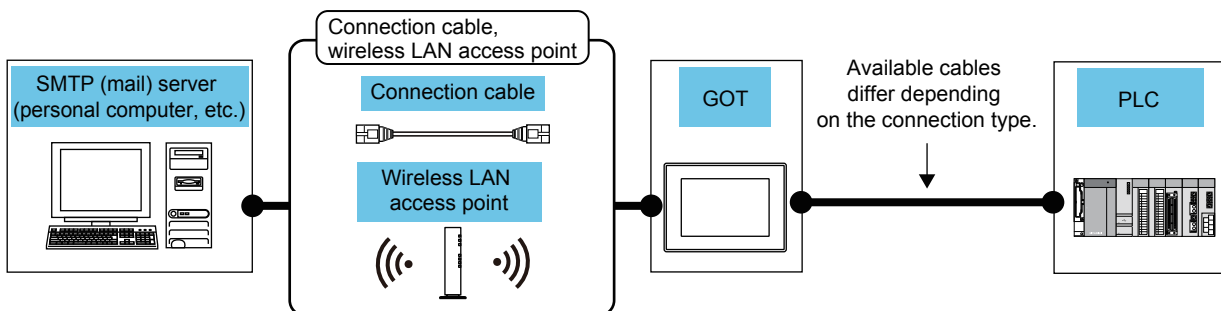 Connection cable,
wireless LAN access point
SMTP (mail) server
(personal computer, etc.)
Connection cable
Wireless LAN
access point
GOT
Available cables
differ depending
on the connection type.
PLC